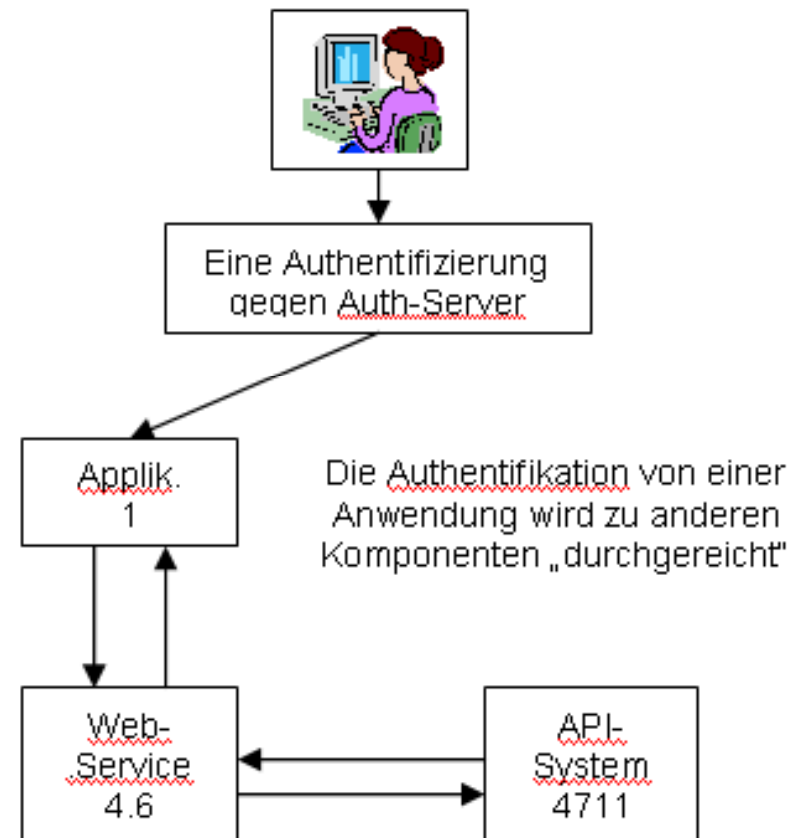 Eine Authentifizierung
gegen Auth-Server
Applik.
1
Die Authentifikation von einer
Anwendung wird zu anderen
Komponenten „durchgereicht"
Web-
.Service
4.6
API-
System
4711